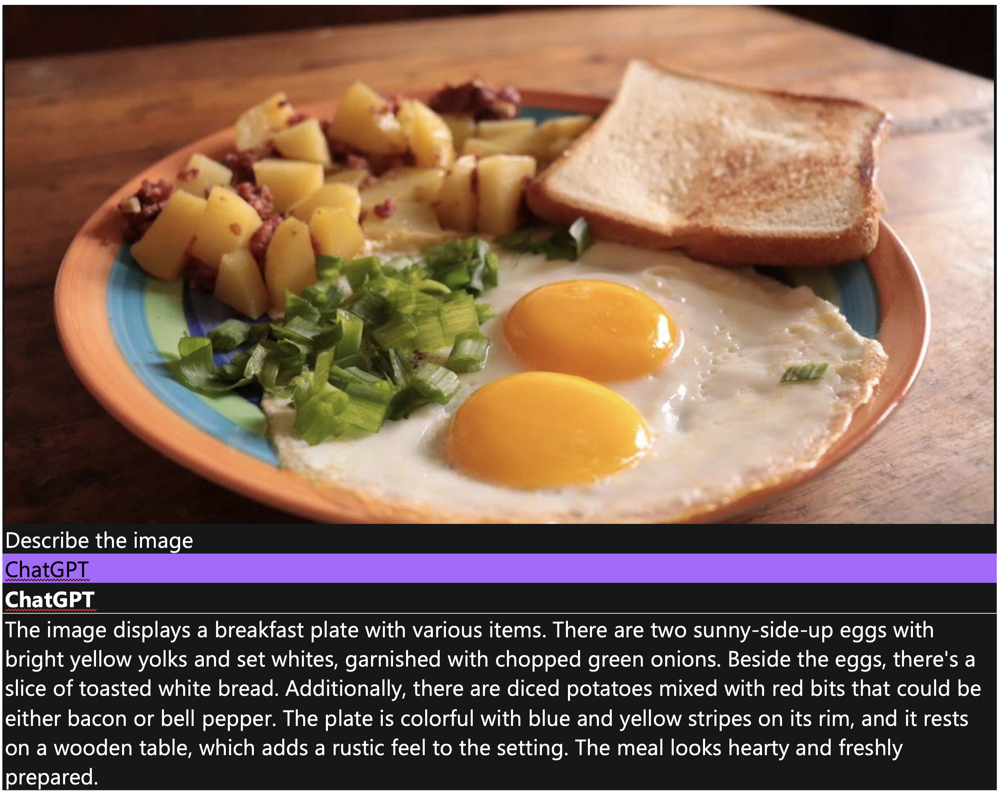 Describe the image
ChatGPT
ChatGPT
The image displays a breakfast plate with various items. There are two sunny-side-up eggs with
bright yellow yolks and set whites, garnished with chopped green onions. Beside the eggs, there's a
slice of toasted white bread. Additionally, there are diced potatoes mixed with red bits that could be
either bacon or bell pepper. The plate is colorful with blue and yellow stripes on its rim, and it rests
on a wooden table, which adds a rustic feel to the setting. The meal looks hearty and freshly
prepared.